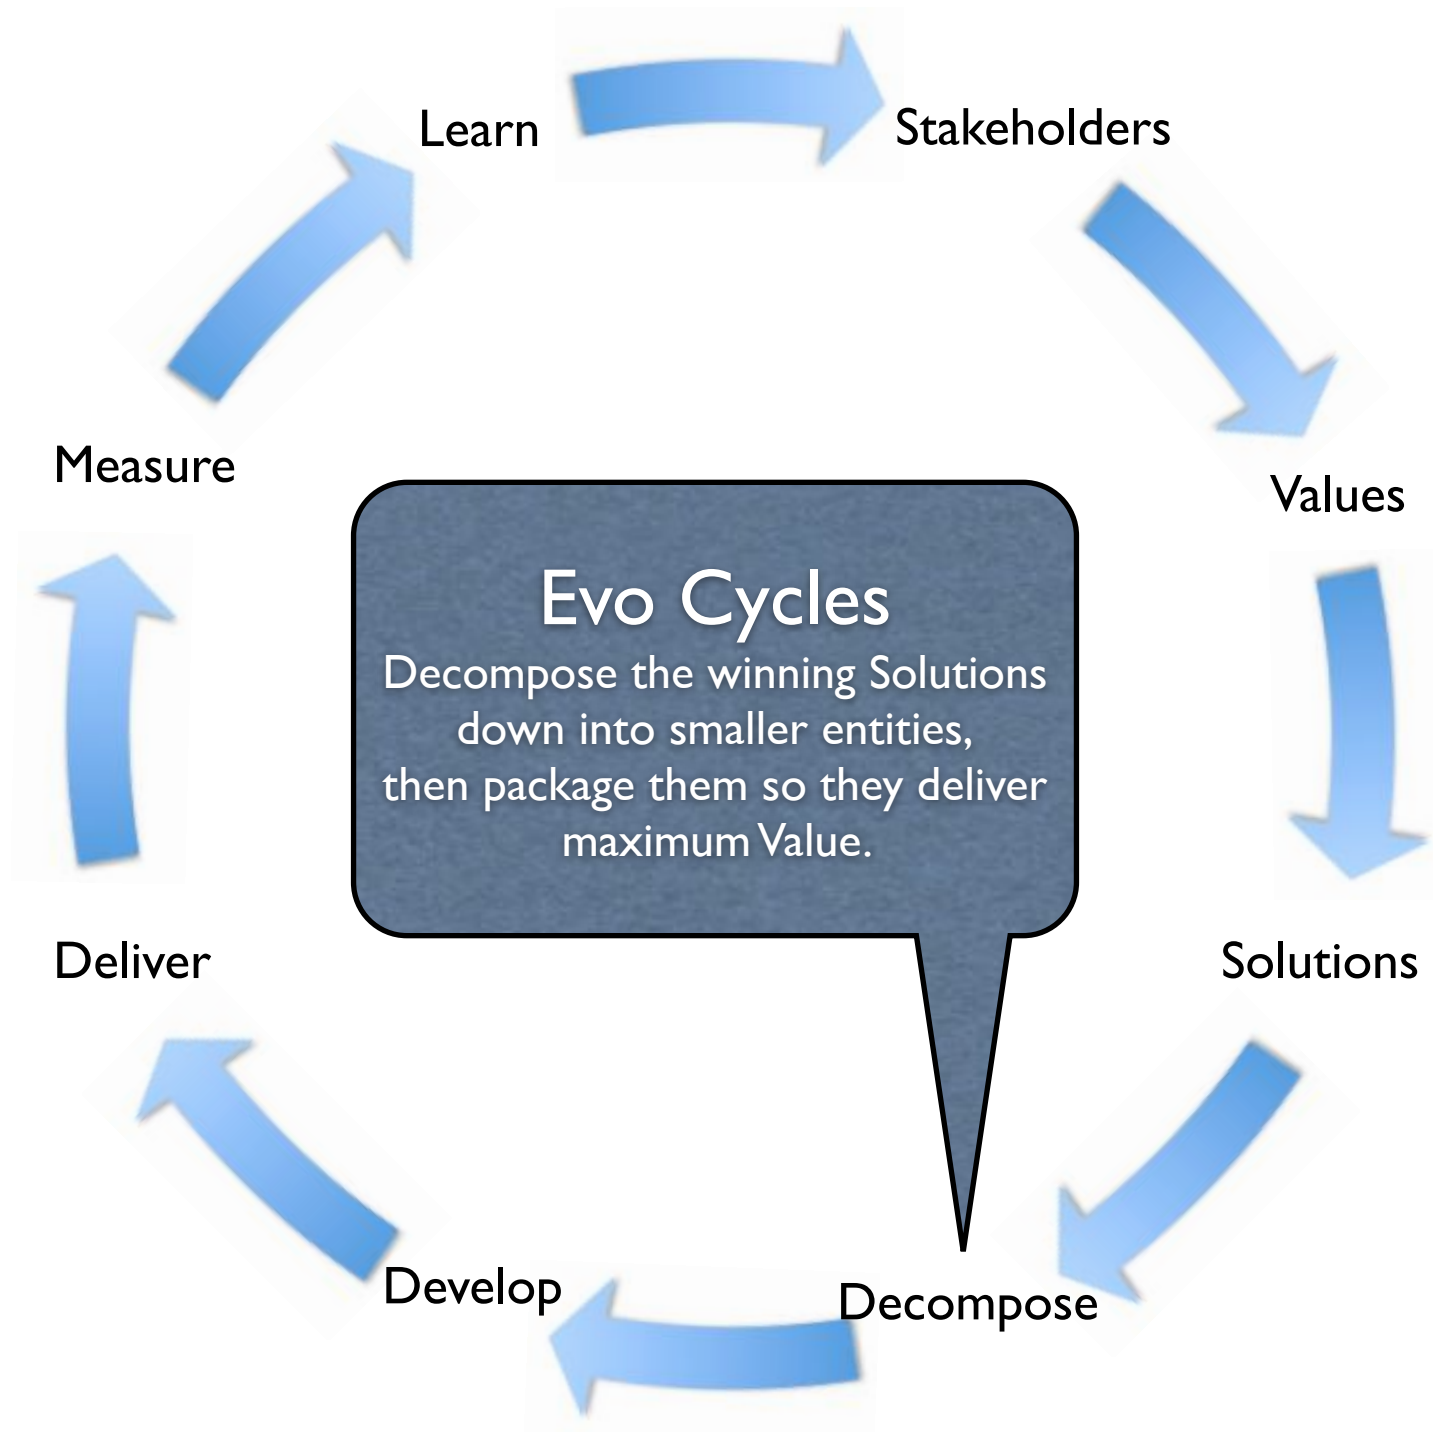 Learn
Stakeholders
Measure
Values
Evo Cycles
Decompose the winning Solutions
down into smaller entities,
then package them so they deliver
maximum Value.
Deliver
Solutions
Develop
Decompose